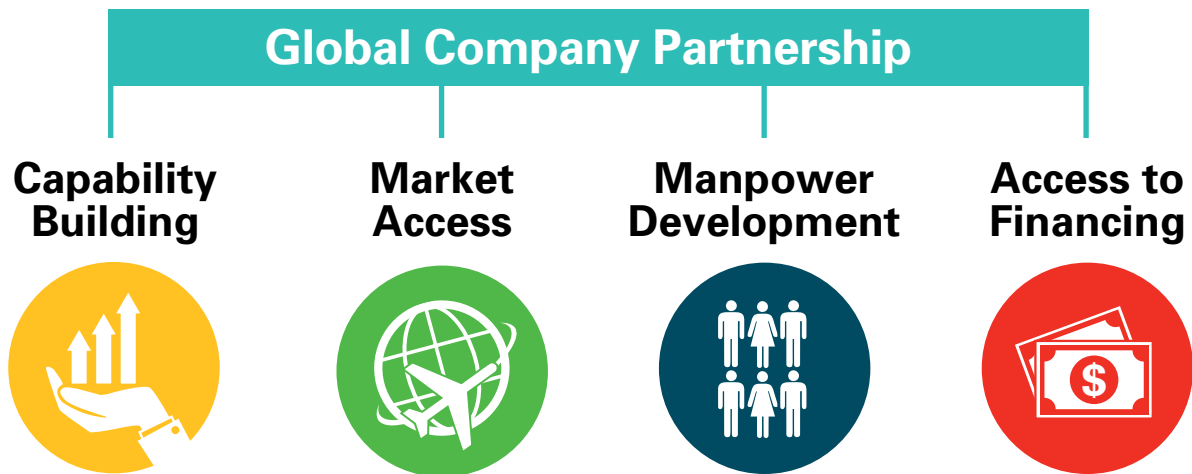 Global Company Partnership
Capability
Building
Market
Access
Manpower
Development
Access to
Financing
$